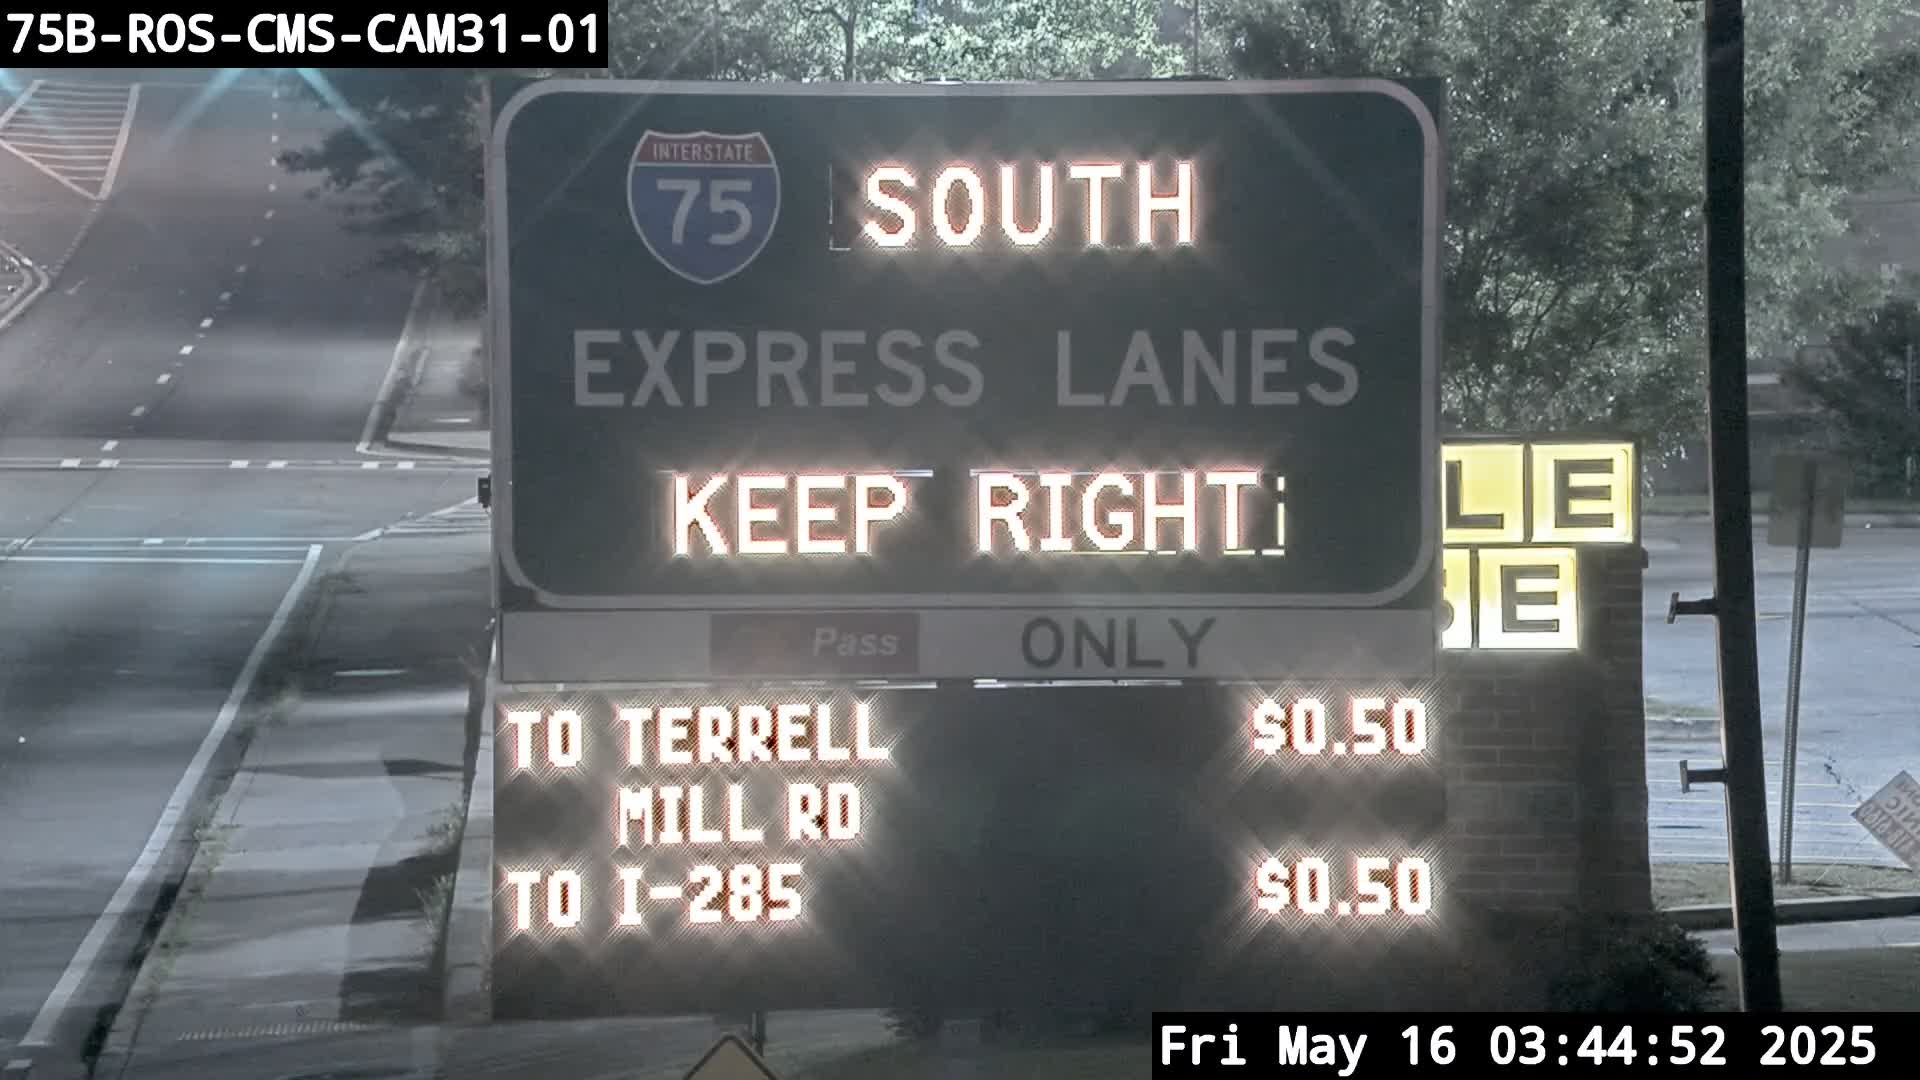 75B-ROS-CMS-CAM31-01
INTERSTATE
75
SOUTH
EXPRESS LANES
KEEP RIGHT
Pass ONLY
TO TERRELL $0.50
MILL RD
TO I-285 $0.50
LE
E
Fri May 16 03:44:52 2025